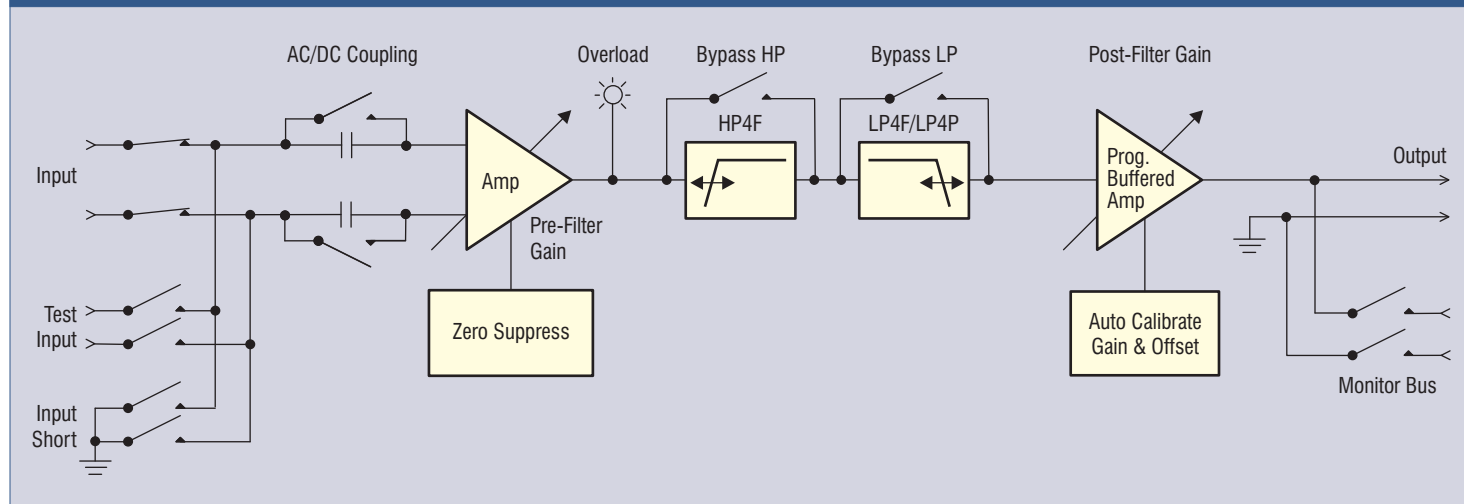 AC/DC Coupling
Overload
Bypass HP
Bypass LP
Post-Filter Gain
HP4F
LP4F/LP4P
Input
Amp
Pre-Filter
Gain
Prog.
Buffered
Amp
Output
Test
Input
Zero Suppress
Auto Calibrate
Gain & Offset
Monitor Bus
Input
Short